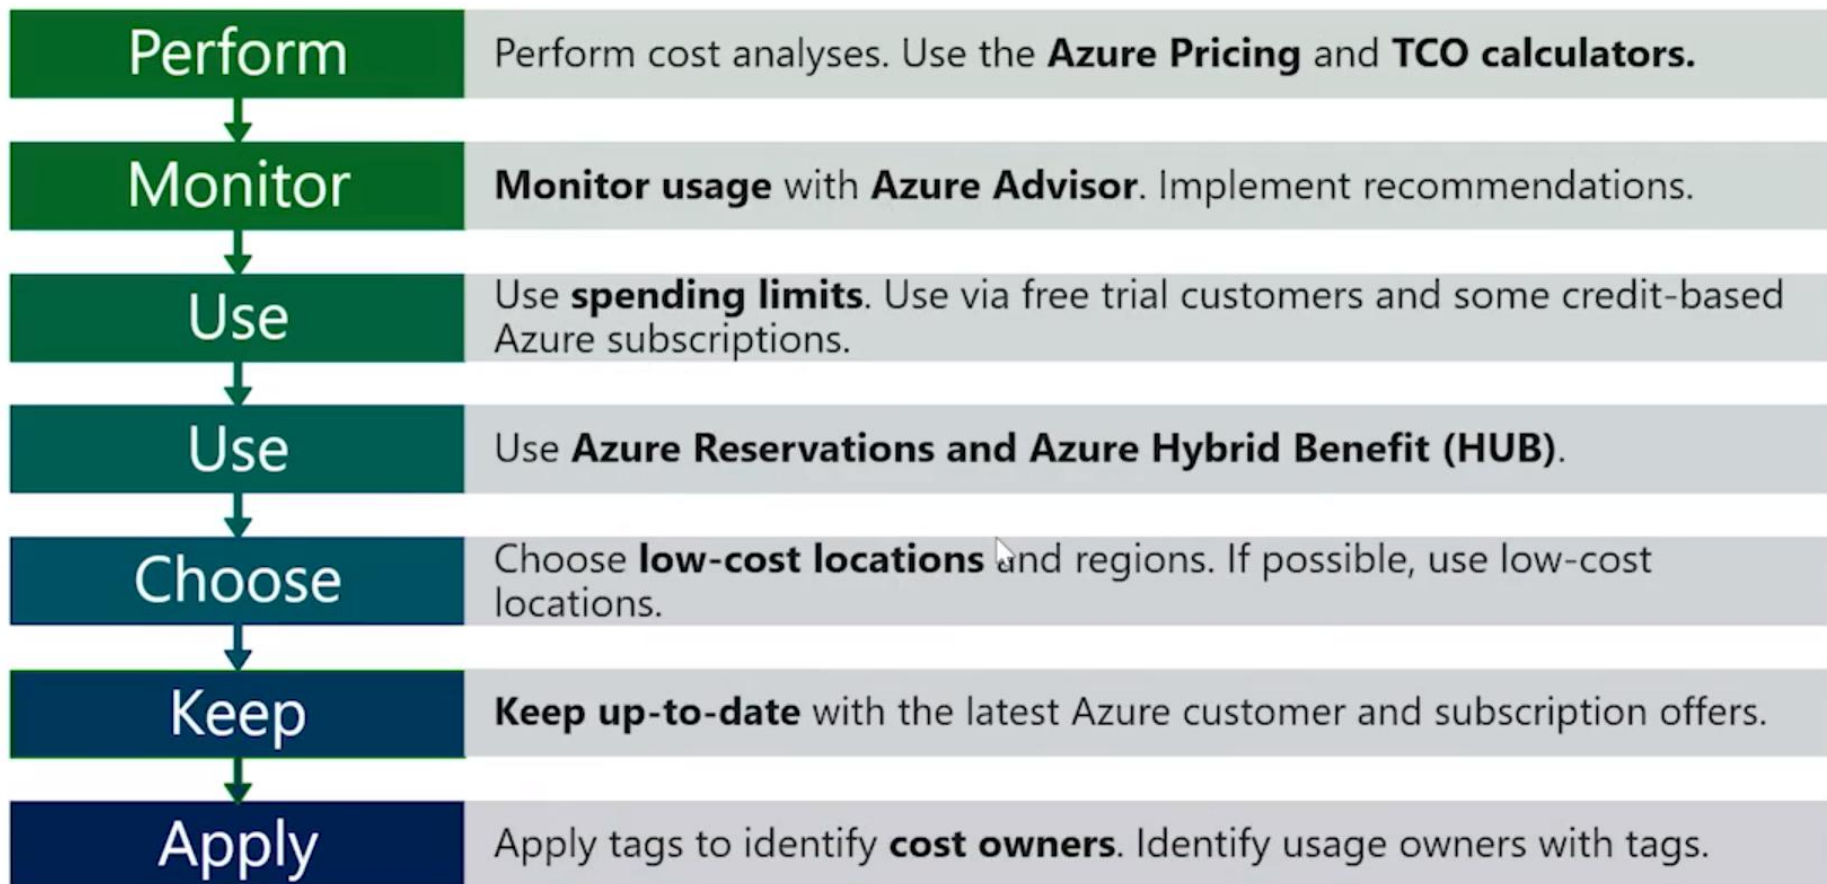 Perform
Perform cost analyses. Use the Azure Pricing and TCO calculators.
Monitor
Monitor usage with Azure Advisor. Implement recommendations.
Use
Use spending limits. Use via free trial customers and some credit-based
Azure subscriptions.
Use
Use Azure Reservations and Azure Hybrid Benefit (HUB).
Choose
Choose low-cost locations and regions. If possible, use low-cost
locations.
Keep
Keep up-to-date with the latest Azure customer and subscription offers.
Apply
Apply tags to identify cost owners. Identify usage owners with tags.